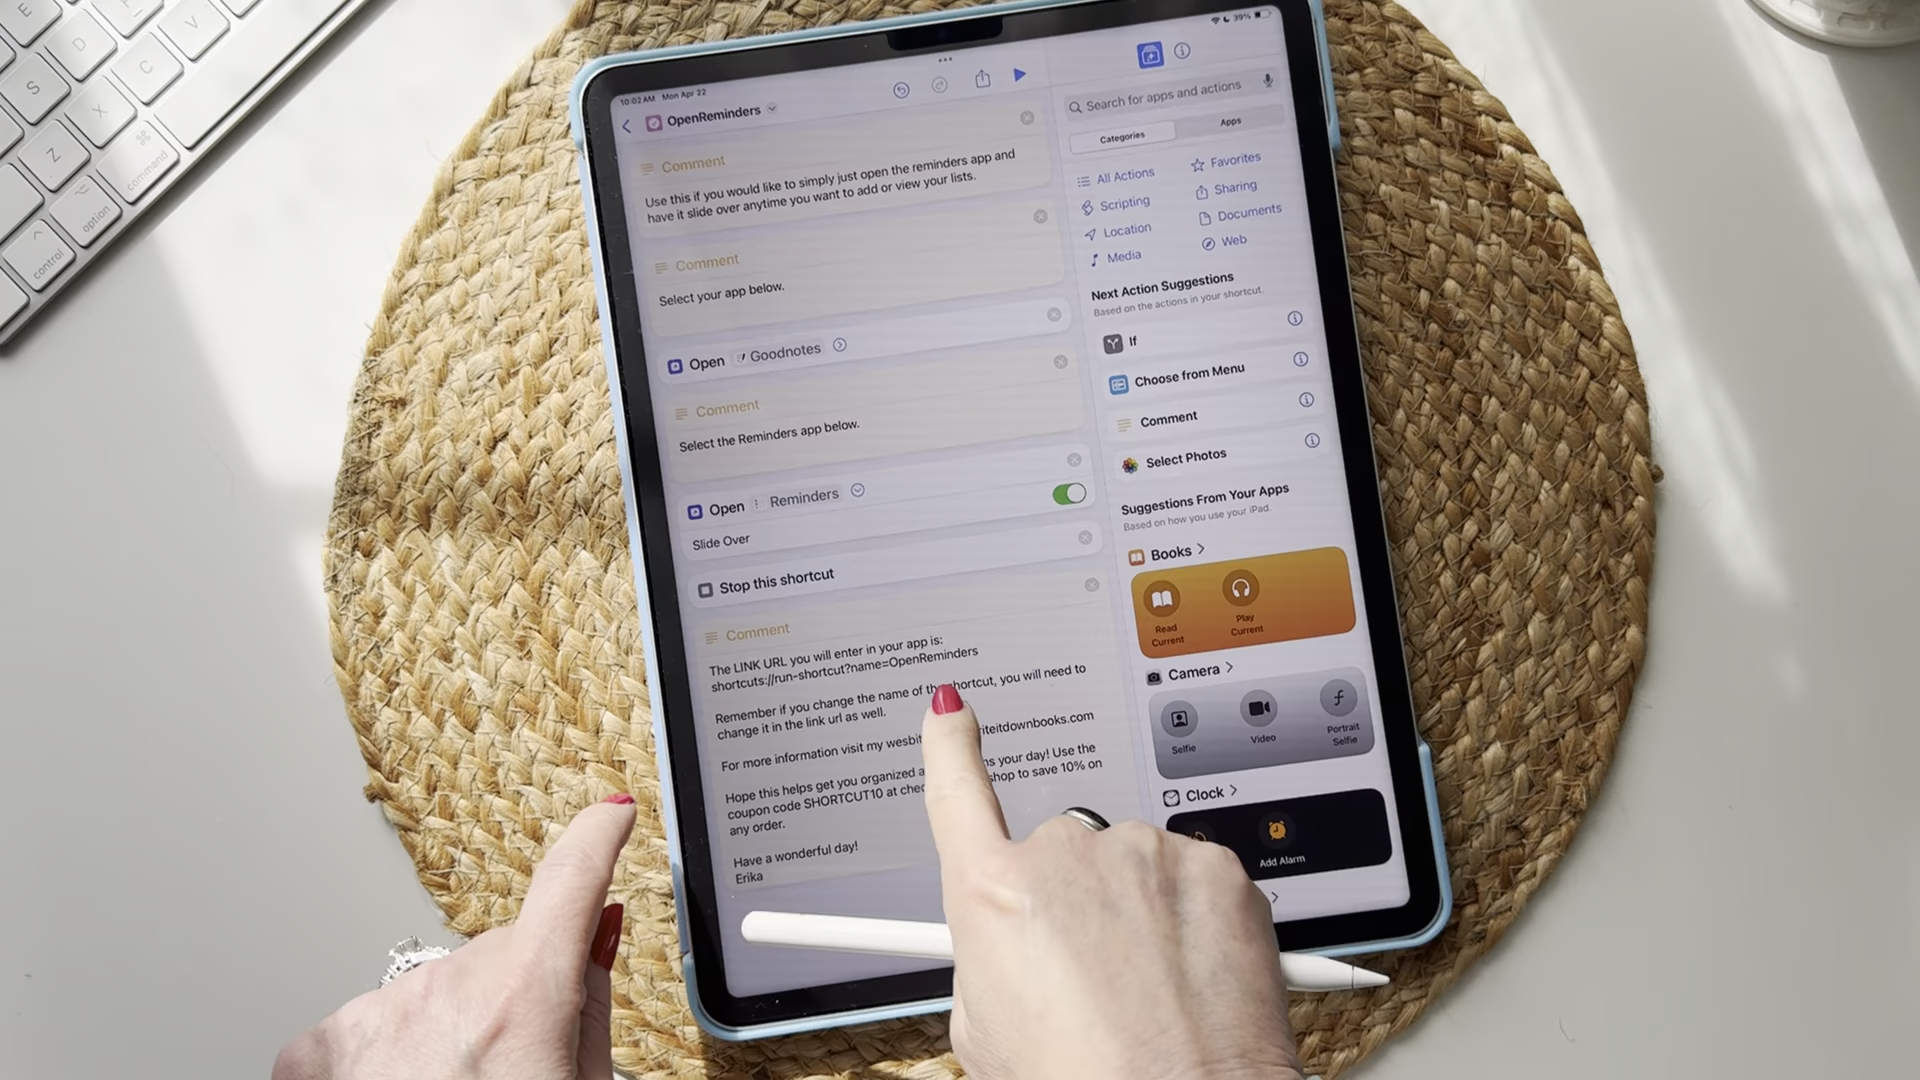 E
D
C
V
S
X
Z
⌘
command
⌥
option
^
control
10:02 AM Mon Apr 22
39%
OpenReminders
Comment
Use this if you would like to simply just open the reminders app and
have it slide over anytime you want to add or view your lists.
Comment
Select your app below.
Open Goodnotes
Comment
Select the Reminders app below.
Open Reminders
Slide Over
Stop this shortcut
Comment
The LINK URL you will enter in your app is:
shortcuts://run-shortcut?name=OpenReminders
Remember if you change the name of shortcut, you will need to
change it in the link url as well.
For more information visit my
Hope this helps get you organized your day! Use the
coupon code SHORTCUT10 at shop to save 10% on
any order.
Have a wonderful day!
Erika
Search for apps and actions
Categories
Apps
All Actions
Favorites
Scripting
Sharing
Location
Documents
Media
Web
Next Action Suggestions
Based on the actions in your shortcut.
If
Choose from Menu
Comment
Select Photos
Suggestions From Your Apps
Based on how you use your iPad.
Books >
Read
Current
Play
Current
Camera >
Selfie
Video
Portrait
Selfie
Clock >
Add Alarm